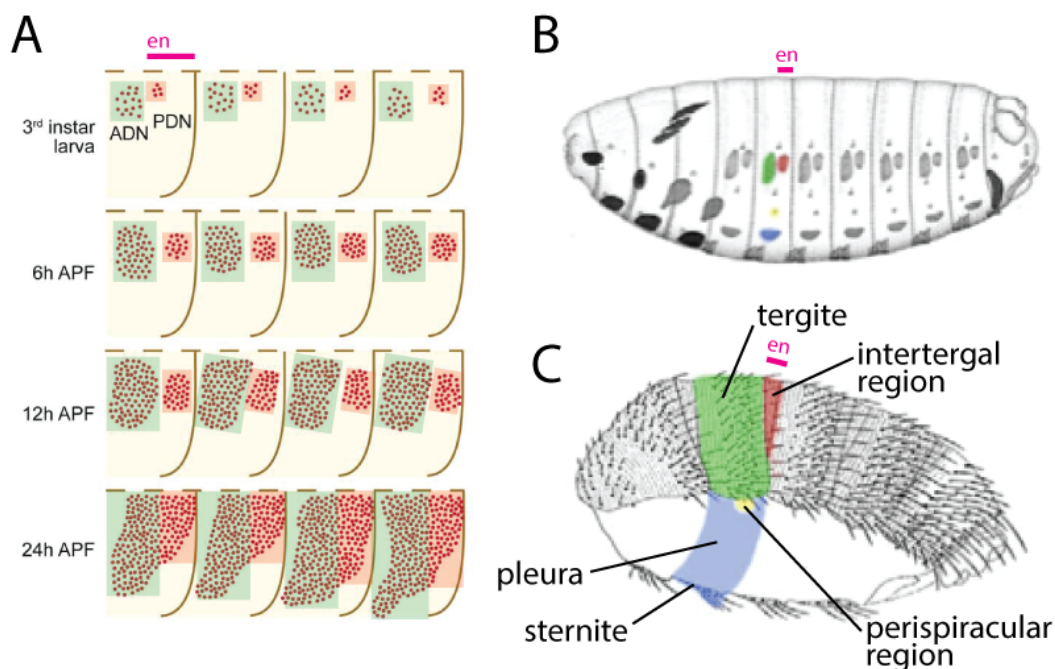 A
en
3rd instar
larva
ADN
PDN
6h APF
12h APF
24h APF
B
en
C
tergite
en
intertergal
region
pleura
sternite
perispiracular
region